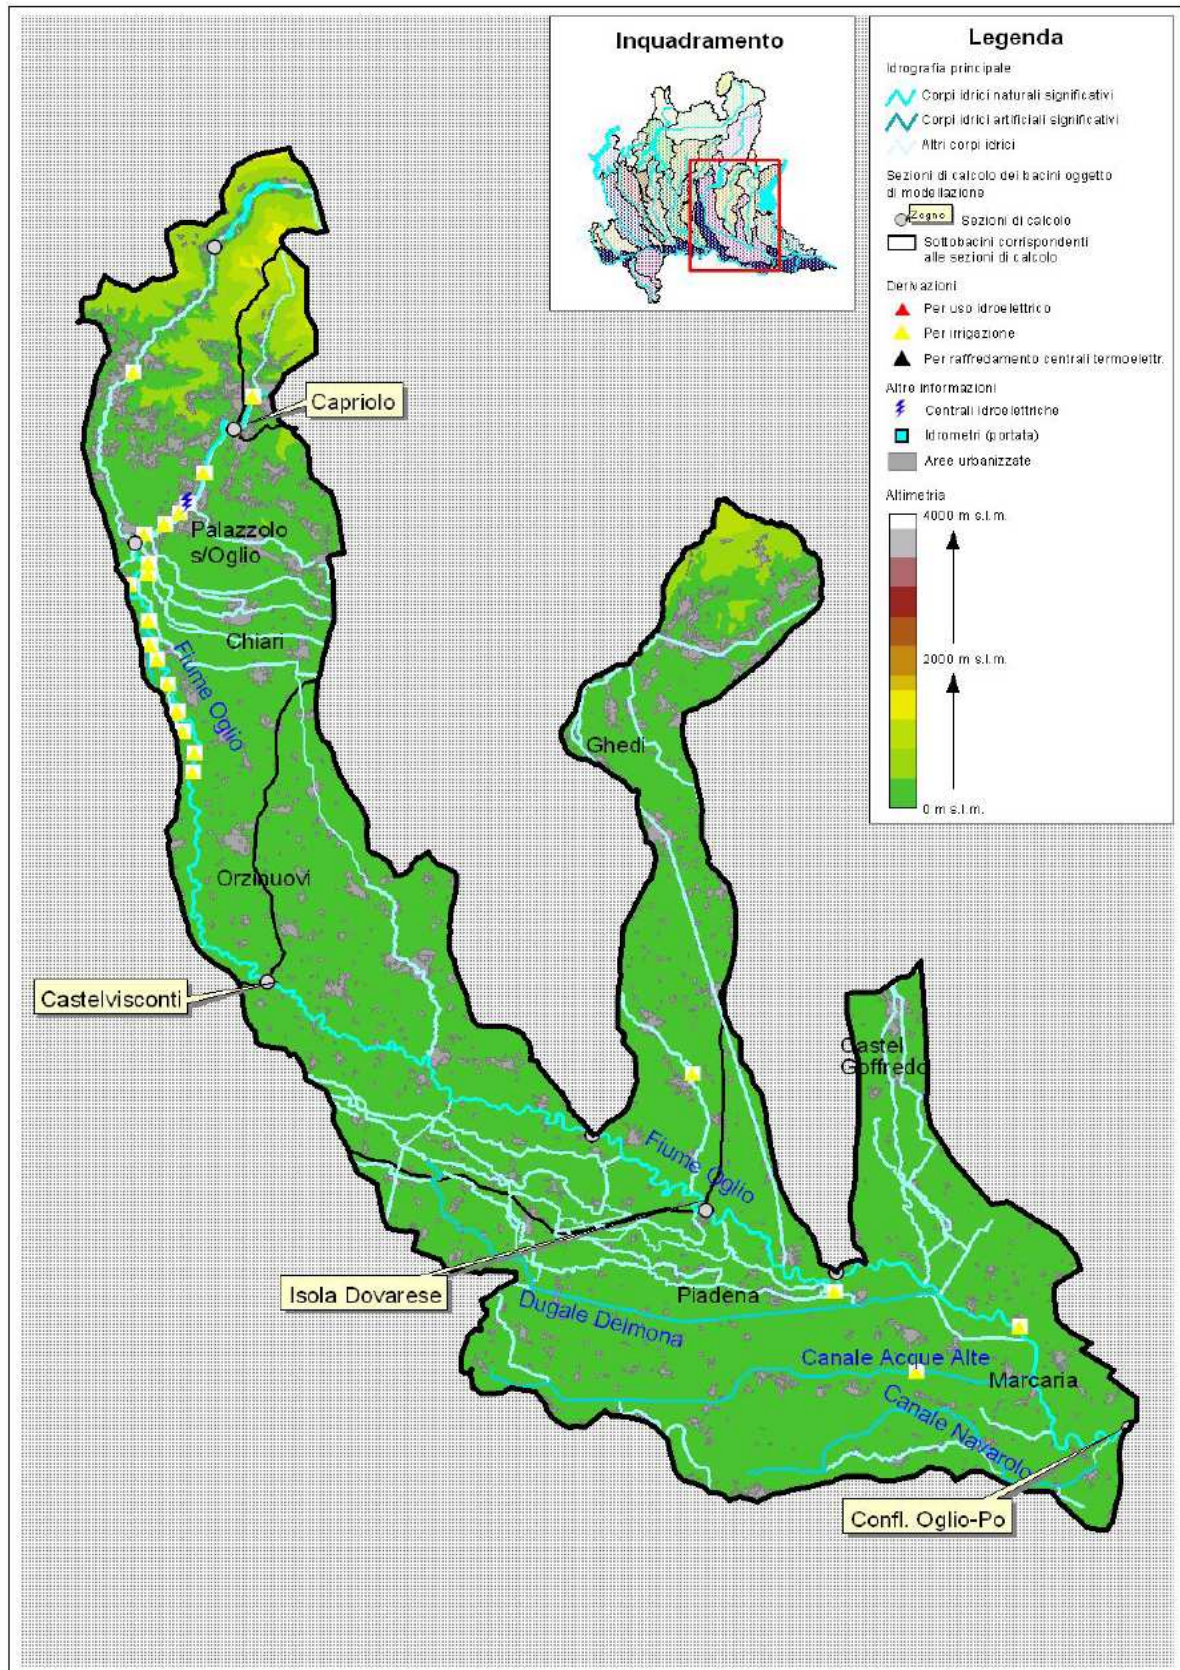 Inquadramento
Legenda
Idrografia principale
Corpi idrici naturali significativi
Corpi idrici artificiali significativi
Altri corpi idrici
Sezioni di calcolo dei bacini oggetto
di modellazione
Zogno
Sezioni di calcolo
Sottobacini corrispondenti
alle sezioni di calcolo
Derivazioni
Per uso idroelettrico
Per irrigazione
Per raffredamento centrali termoelettr.
Altre informazioni
Centrali idroelettriche
Idrometri (portata)
Aree urbanizzate
Altimetria
4000 m s.l.m.
2000 m s.l.m.
0 m s.l.m.
Capriolo
Palazzolo
s/Oglio
Chiari
Fiume Oglio
Ghedi
Orzinuovi
Castelvisconti
Castel
Goffredo
Fiume Oglio
Isola Dovarese
Piadena
Dugale Delmona
Canale Acque Alte
Marcaria
Canale Navarolo
Confl. Oglio-Po